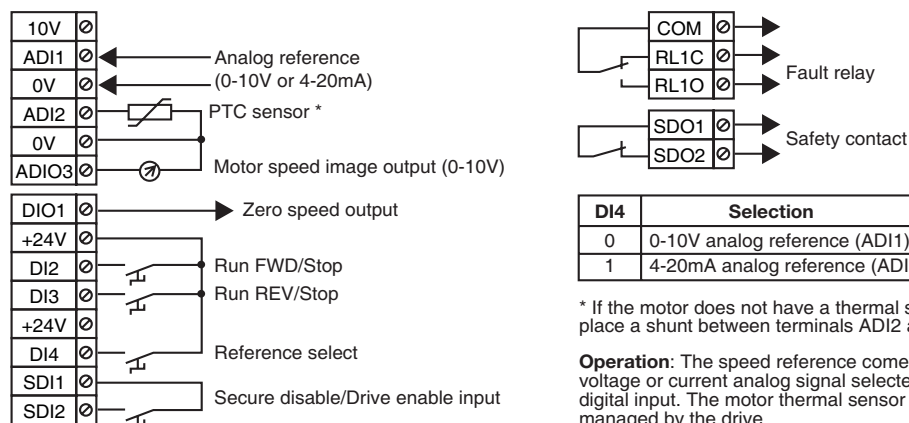 10V
ADI1
0V
ADI2
0V
ADIO3
Analog reference
(0-10V or 4-20mA)
PTC sensor *
Motor speed image output (0-10V)
DIO1
+24V
DI2
DI3
+24V
DI4
SDI1
SDI2
Zero speed output
Run FWD/Stop
Run REV/Stop
Reference select
Secure disable/Drive enable input
COM
RL1C
RL1O
Fault relay
SDO1
SDO2
Safety contact
DI4 Selection
0 0-10V analog reference (ADI1)
1 4-20mA analog reference (ADI
* If the motor does not have a thermal
place a shunt between terminals ADI2
Operation: The speed reference come
voltage or current analog signal selecte
digital input. The motor thermal sensor
managed by the drive